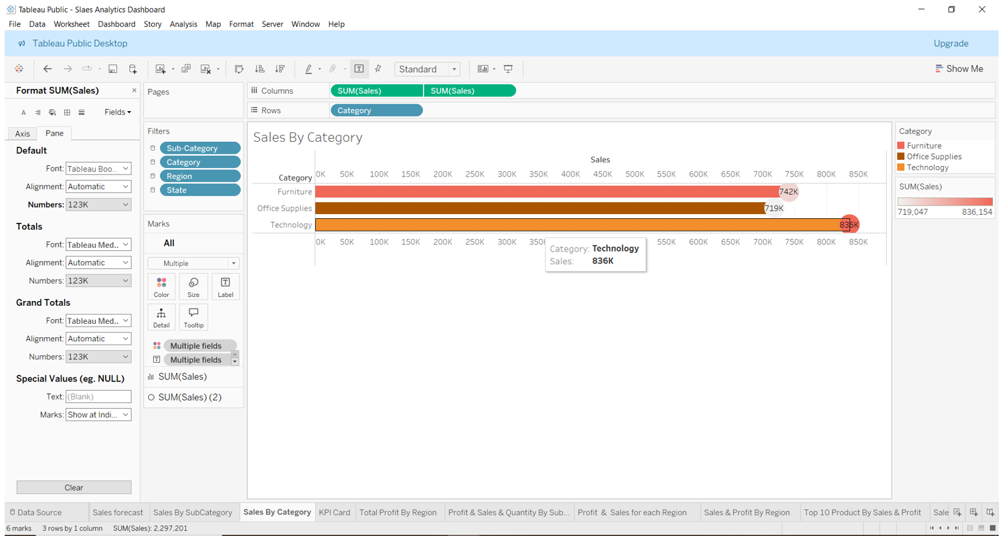 Tableau Public - Slaes Analytics Dashboard
File Data Worksheet Dashboard Story Analysis Map Format Server Window Help
Tableau Public Desktop
Upgrade
Standard
Show Me
Format SUM(Sales)
Fields
Axis
Pane
Default
Font: Tableau Boo..
Alignment: Automatic
Numbers: 123K
Totals
Font: Tableau Med..
Alignment: Automatic
Numbers: 123K
Grand Totals
Font: Tableau Med..
Alignment: Automatic
Numbers: 123K
Special Values (eg. NULL)
Text: (Blank)
Marks: Show at Indi...
Clear
Pages
Filters
Sub-Category
Category
Region
State
Marks
All
Multiple
Color Size Label
Detail Tooltip
Multiple fields
Multiple fields
SUM(Sales)
SUM(Sales) (2)
Columns SUM(Sales) SUM(Sales)
Rows Category
Sales By Category
Sales
Category 0K 50K 100K 150K 200K 250K 300K 350K 400K 450K 500K 550K 600K 650K 700K 750K 800K 850K
Furniture 742K
Office Supplies 719K
Technology 836K
0K 50K 100K 150K 200K 250K 300K 550K 600K 650K 700K 750K 800K 850K
Category: Technology
Sales: 836K
Category
Furniture
Office Supplies
Technology
SUM(Sales)
719,047 836,154
Data Source Sales forecast Sales By SubCategory Sales By Category KPI Card Total Profit By Region Profit & Sales & Quantity By Sub... Profit & Sales for each Region Sales & Profit By Region Top 10 Product By Sales & Profit Sale
6 marks 3 rows by 1 column SUM(Sales): 2,297,201